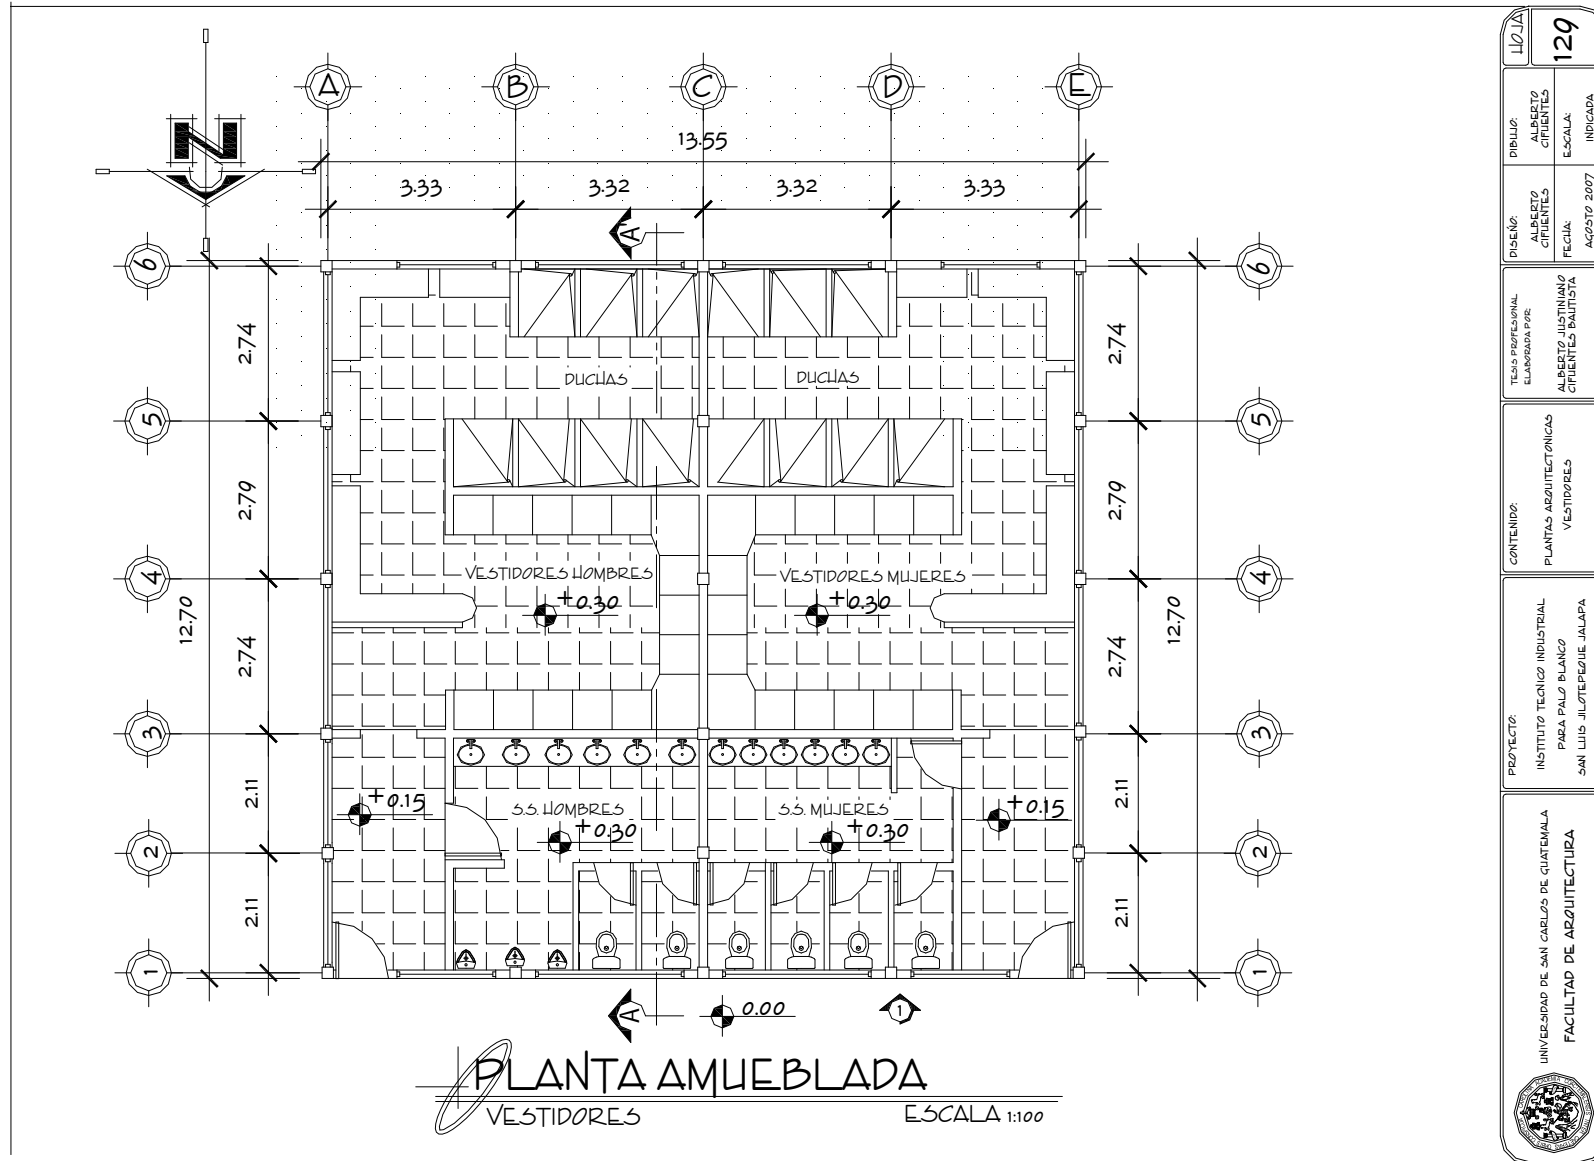 A
B
C
D
E
N
13.55
3.33
3.32
3.32
3.33
A
6
6
2.74
2.74
DUCHAS
DUCHAS
5
5
2.79
2.79
VESTIDORES HOMBRES
VESTIDORES MUJERES
4
4
+0.30
+0.30
12.70
12.70
2.74
2.74
3
3
2.11
2.11
+0.15
S.S. HOMBRES
S.S. MUJERES
+0.15
+0.30
+0.30
2
2
2.11
2.11
1
1
A
0.00
1
PLANTA AMUEBLADA
VESTIDORES
ESCALA 1:100
HOJA
129
DIBUJO:
ALBERTO
CIFUENTES
ESCALA:
INDICADA
DISEÑO:
ALBERTO
CIFUENTES
FECHA:
AGOSTO 2007
TESIS PROFESIONAL
ELABORADA POR:
ALBERTO JUSTINIANO
CIFUENTES BAUTISTA
CONTENIDO:
PLANTAS ARQUITECTONICAS
VESTIDORES
PROYECTO:
INSTITUTO TECNICO INDUSTRIAL
PARA PALO BLANCO
SAN LUIS JILOTEPEQUE JALAPA
UNIVERSIDAD DE SAN CARLOS DE GUATEMALA
FACULTAD DE ARQUITECTURA